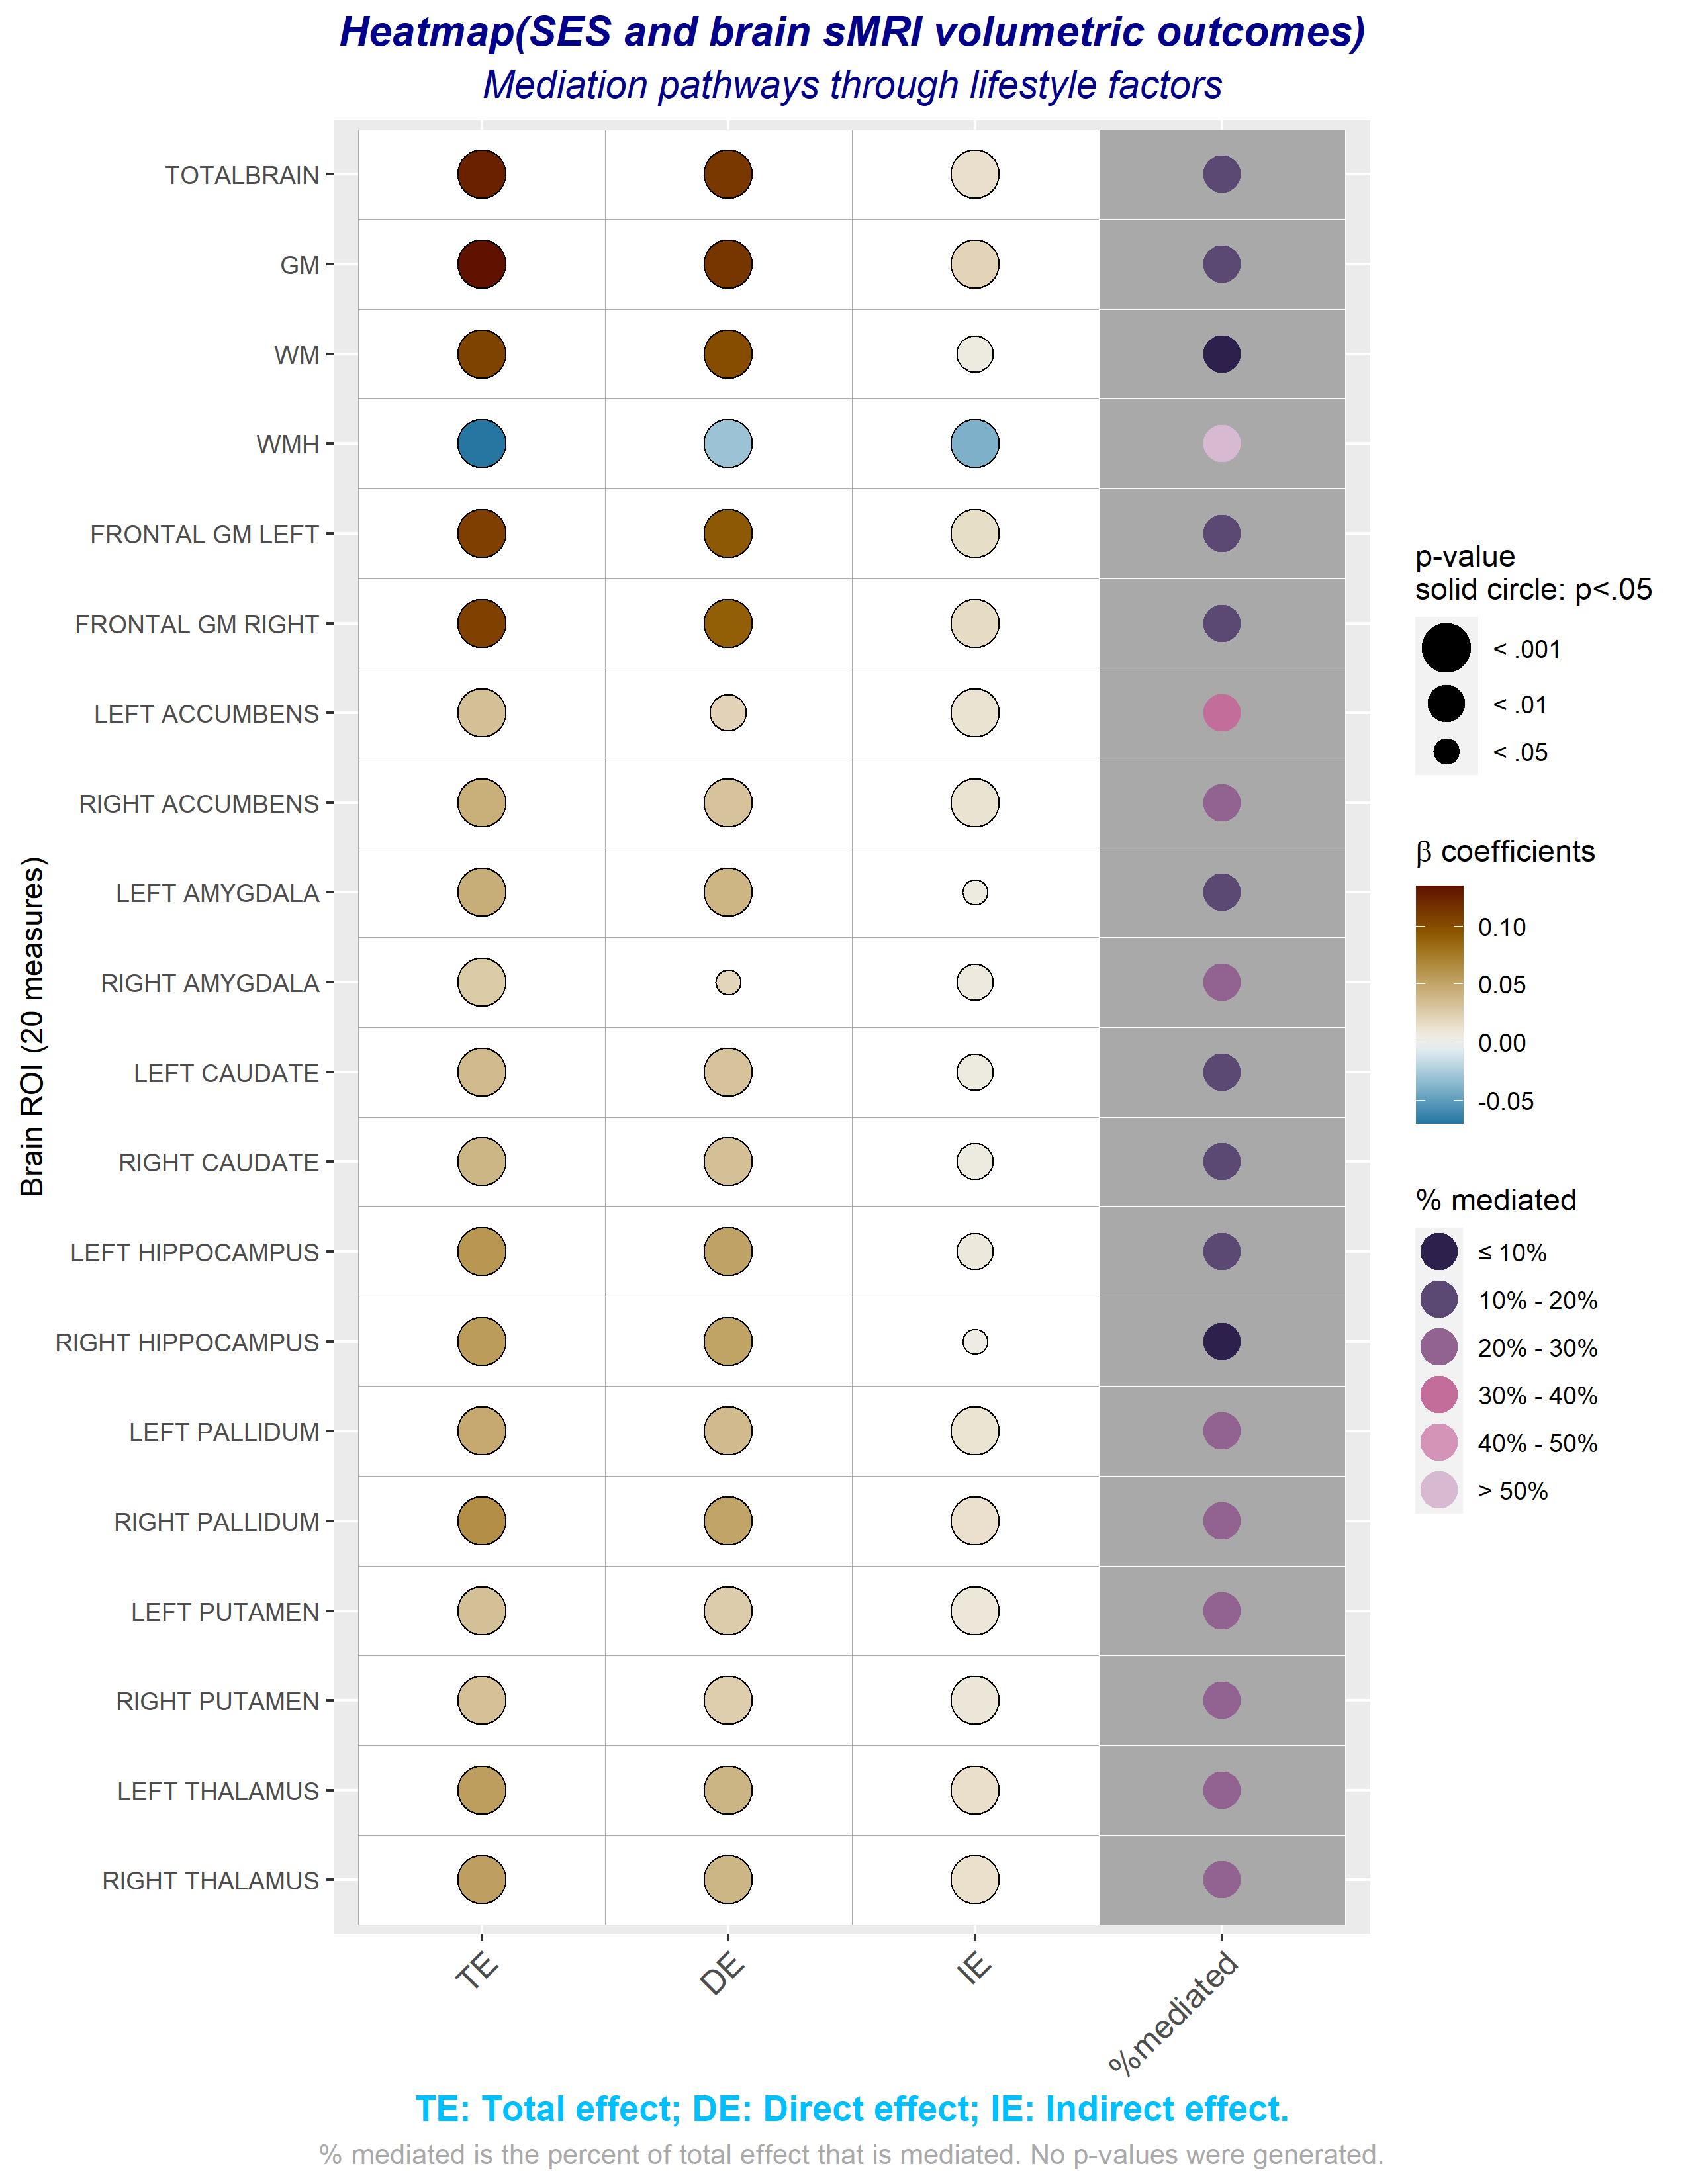 Heatmap(SES and brain sMRI volumetric outcomes)
Mediation pathways through lifestyle factors
Brain ROI (20 measures)
TOTALBRAIN
GM
WM
WMH
FRONTAL GM LEFT
FRONTAL GM RIGHT
LEFT ACCUMBENS
RIGHT ACCUMBENS
LEFT AMYGDALA
RIGHT AMYGDALA
LEFT CAUDATE
RIGHT CAUDATE
LEFT HIPPOCAMPUS
RIGHT HIPPOCAMPUS
LEFT PALLIDUM
RIGHT PALLIDUM
LEFT PUTAMEN
RIGHT PUTAMEN
LEFT THALAMUS
RIGHT THALAMUS
TE
DE
IE
%mediated
p-value
solid circle: p<.05
< .001
< .01
< .05
β coefficients
0.10
0.05
0.00
-0.05
% mediated
≤ 10%
10% - 20%
20% - 30%
30% - 40%
40% - 50%
> 50%
TE: Total effect; DE: Direct effect; IE: Indirect effect.
% mediated is the percent of total effect that is mediated. No p-values were generated.